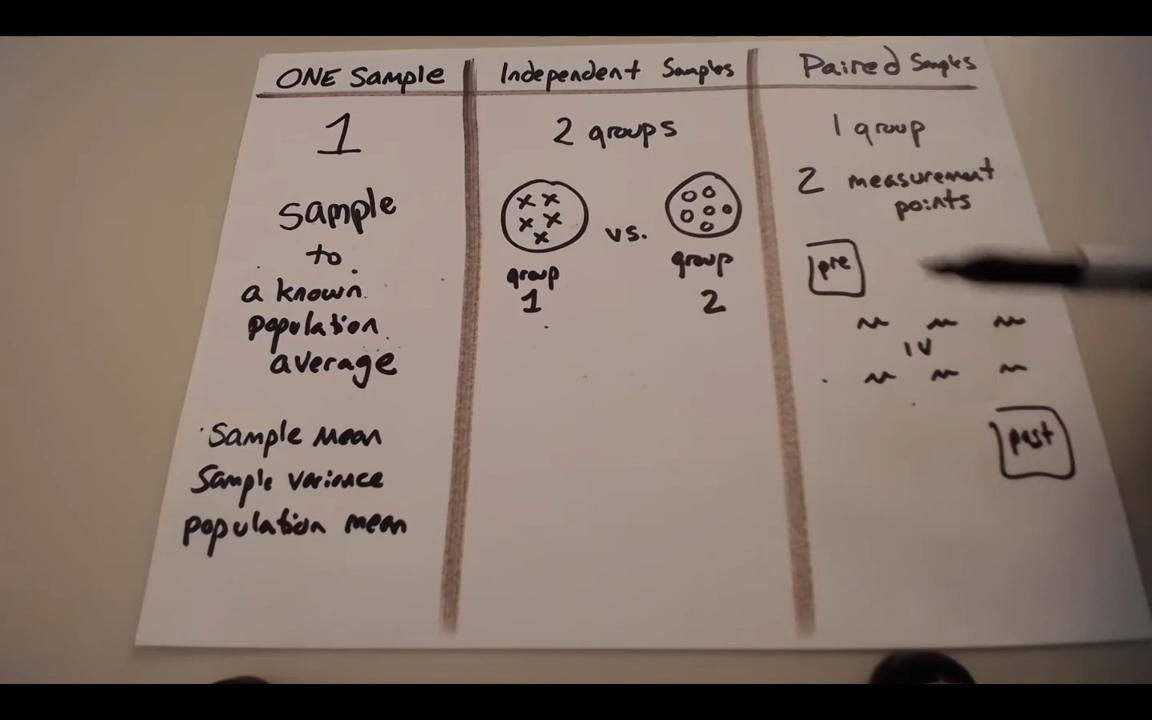 ONE Sample
1
sample
to
a known
population
average
Sample Mean
Sample variance
population mean
Independent Samples
2 groups
vs.
group
1
group
2
Paired Samples
1 group
2 measurement
points
pre
IV
post